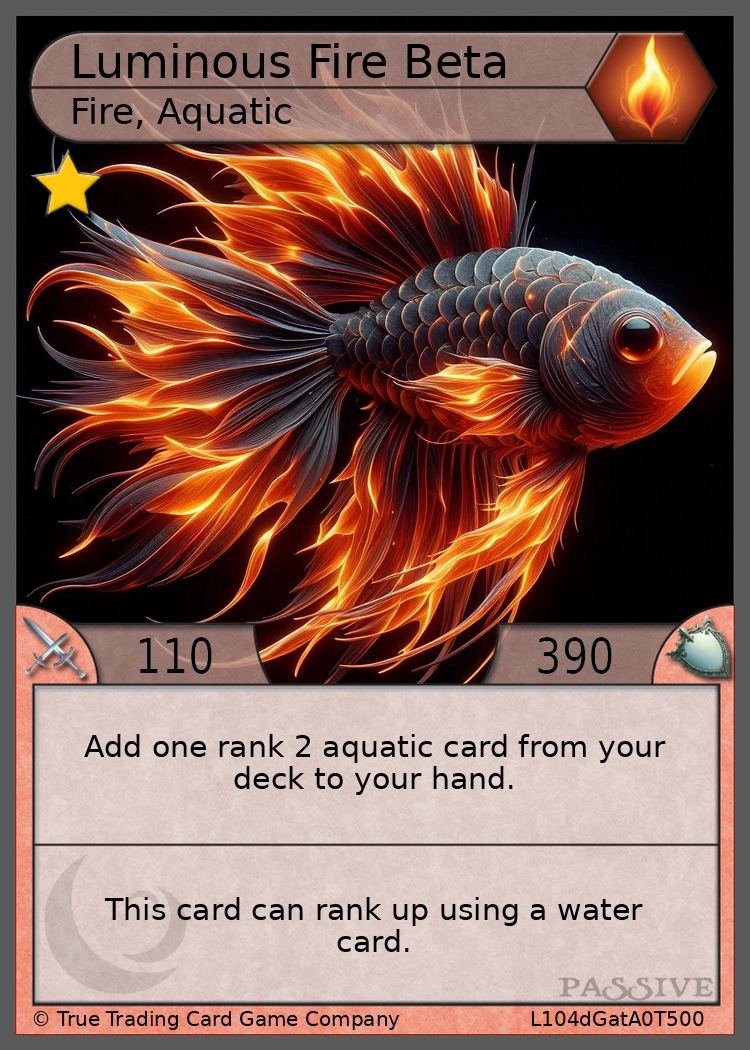 Luminous Fire Beta
Fire, Aquatic
110
390
Add one rank 2 aquatic card from your
deck to your hand.
This card can rank up using a water
card.
PASSIVE
© True Trading Card Game Company
L104dGatA0T500